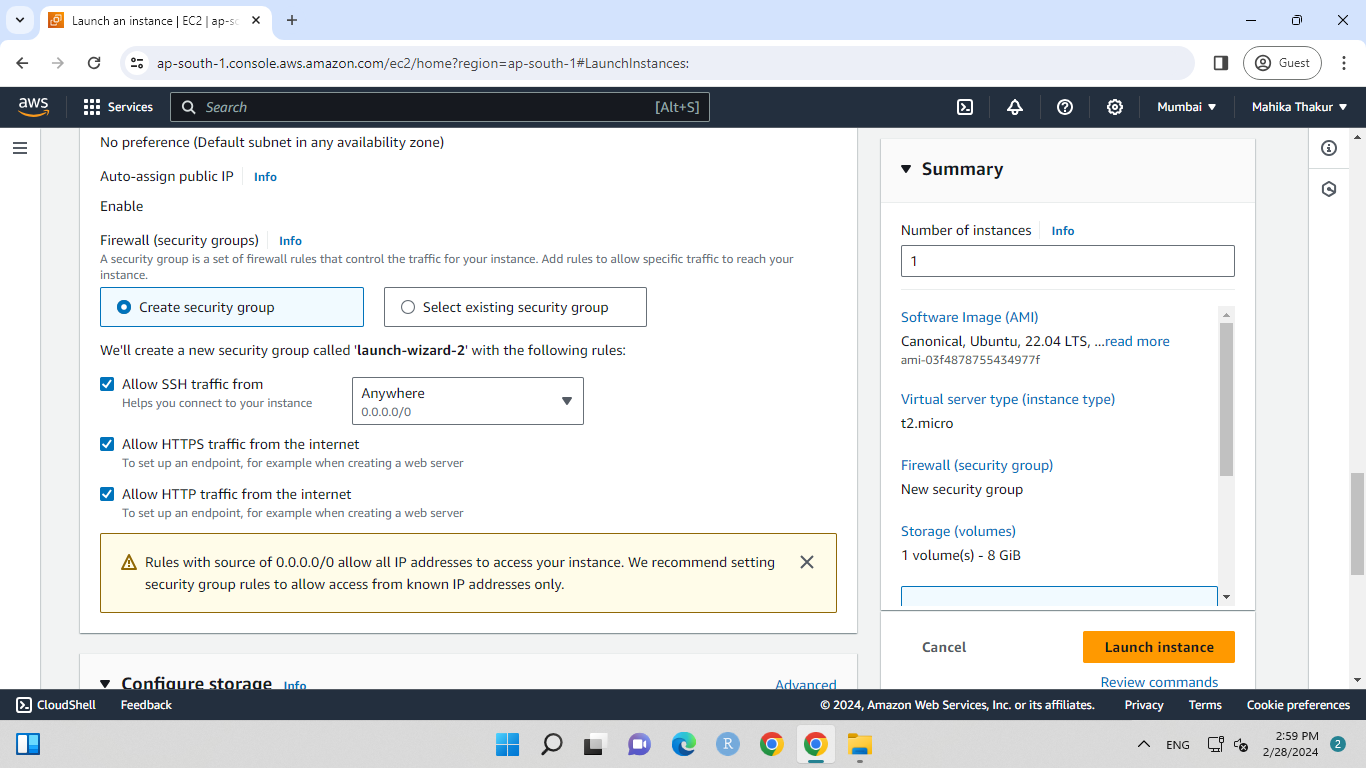 Launch an instance | EC2 | ap-so
ap-south-1.console.aws.amazon.com/ec2/home?region=ap-south-1#LaunchInstances:
Guest
aws
Services
Search
[Alt+S]
Mumbai
Mahika Thakur
No preference (Default subnet in any availability zone)
Auto-assign public IP
Info
Enable
Firewall (security groups)
Info
A security group is a set of firewall rules that control the traffic for your instance. Add rules to allow specific traffic to reach your
instance.
Create security group
Select existing security group
We'll create a new security group called 'launch-wizard-2' with the following rules:
Allow SSH traffic from
Helps you connect to your instance
Anywhere
0.0.0.0/0
Allow HTTPS traffic from the internet
To set up an endpoint, for example when creating a web server
Allow HTTP traffic from the internet
To set up an endpoint, for example when creating a web server
Rules with source of 0.0.0.0/0 allow all IP addresses to access your instance. We recommend setting
security group rules to allow access from known IP addresses only.
Configure storage
Info
Advanced
Summary
Number of instances
Info
1
Software Image (AMI)
Canonical, Ubuntu, 22.04 LTS, ...read more
ami-03f4878755434977f
Virtual server type (instance type)
t2.micro
Firewall (security group)
New security group
Storage (volumes)
1 volume(s) - 8 GiB
Cancel
Launch instance
Review commands
CloudShell
Feedback
© 2024, Amazon Web Services, Inc. or its affiliates.
Privacy
Terms
Cookie preferences
R
ENG
2:59 PM
2/28/2024
2